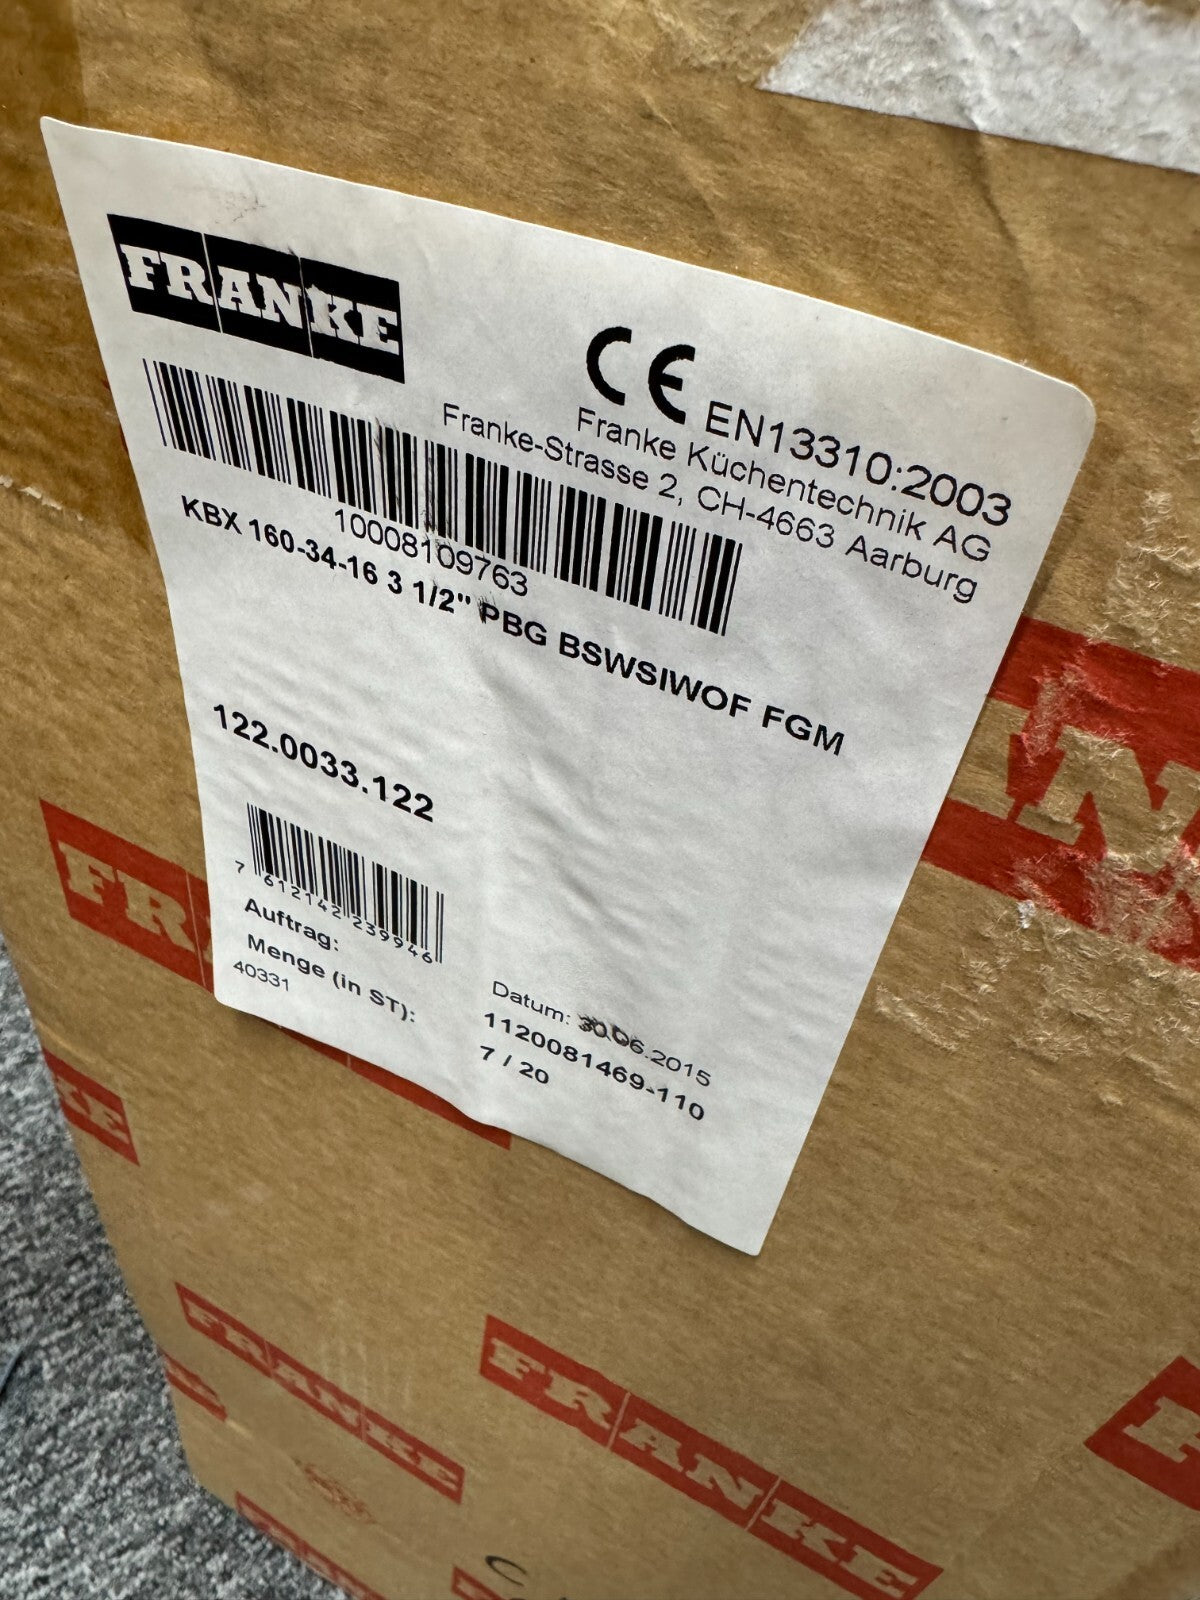 FRANKE
CE EN13310:2003
Franke Küchentechnik AG
Franke-Strasse 2, CH-4663 Aarburg
10008109763
KBX 160-34-16 3 1/2" PBG BSWSIWOF FGM
122.0033.122
7 612142 239946
Auftrag:
Menge (in ST):
40331
Datum: 30.06.2015
1120081469-110
7 / 20
FRANKE
FRANKE